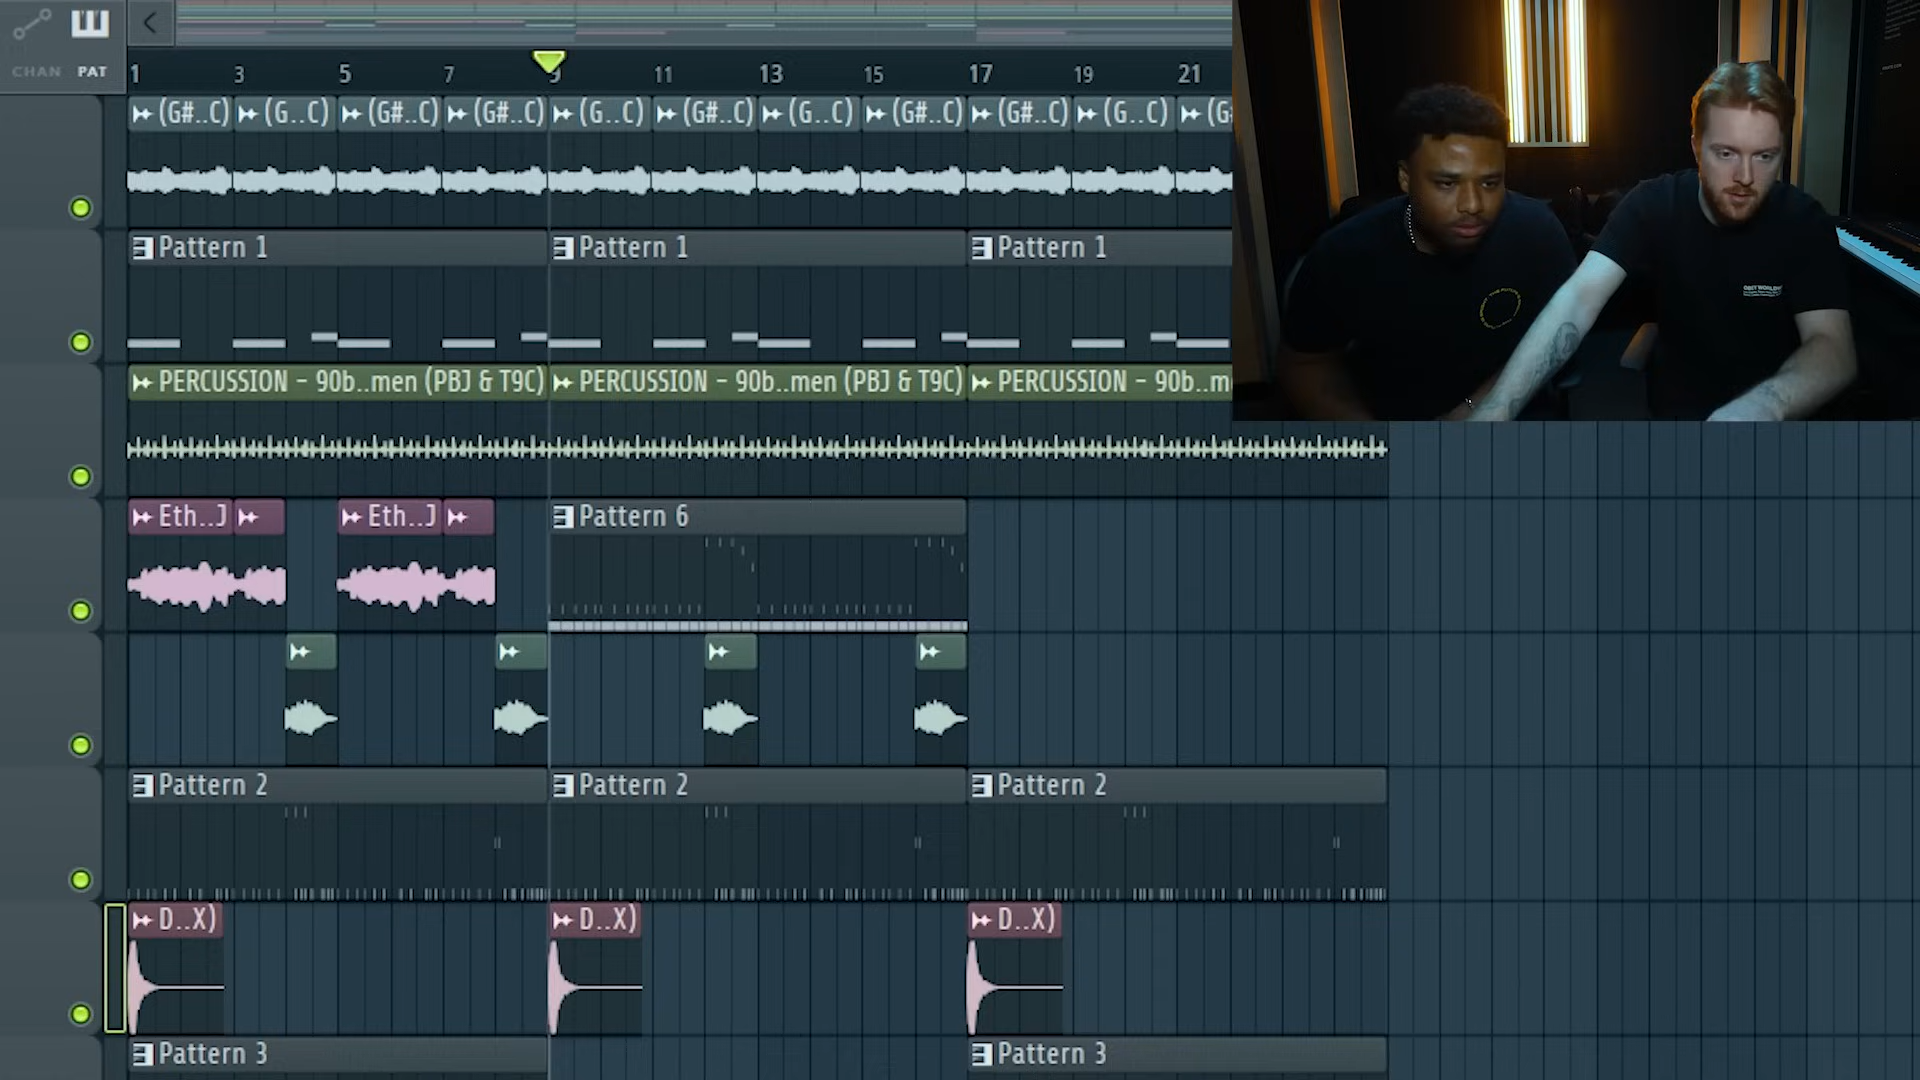 CHAN PAT
1 3 5 7 9 11 13 15 17 19 21
(G#..C) (G..C) (G#..C) (G#..C) (G..C) (G#..C) (G..C) (G#..C) (G#..C) (G..C) (G
Pattern 1 Pattern 1 Pattern 1
PERCUSSION - 90b..men (PBJ & T9C) PERCUSSION - 90b..men (PBJ & T9C) PERCUSSION - 90b..m
Eth..J Eth..J Pattern 6
Pattern 2 Pattern 2 Pattern 2
D..X) D..X) D..X)
Pattern 3 Pattern 3